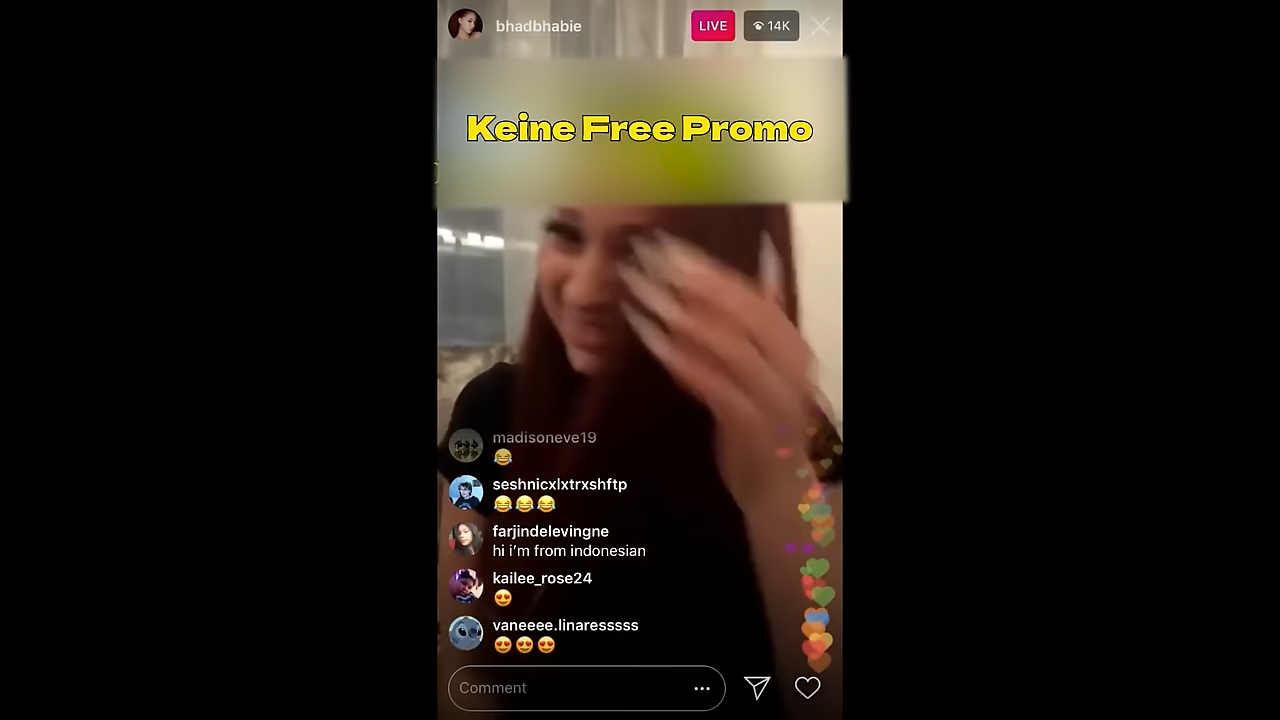 bhadbhabie LIVE 14K
Keine Free Promo
madisoneve19
😂
seshnicxlxtrxshftp
😂😂😂
farjindelevingne
hi i’m from indonesian
kailee_rose24
😍
vaneeee.linaresssss
😍😍😍
Comment